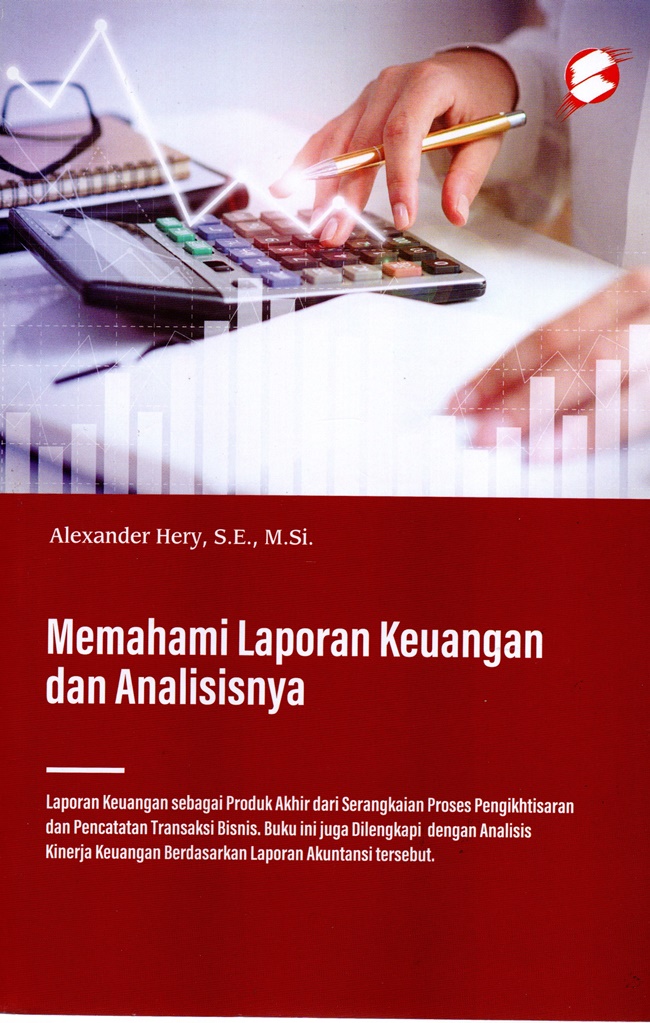 Alexander Hery, S.E., M.Si.
Memahami Laporan Keuangan
dan Analisisnya
Laporan Keuangan sebagai Produk Akhir dari Serangkaian Proses Pengikhtisaran
dan Pencatatan Transaksi Bisnis. Buku ini juga Dilengkapi dengan Analisis
Kinerja Keuangan Berdasarkan Laporan Akuntansi tersebut.